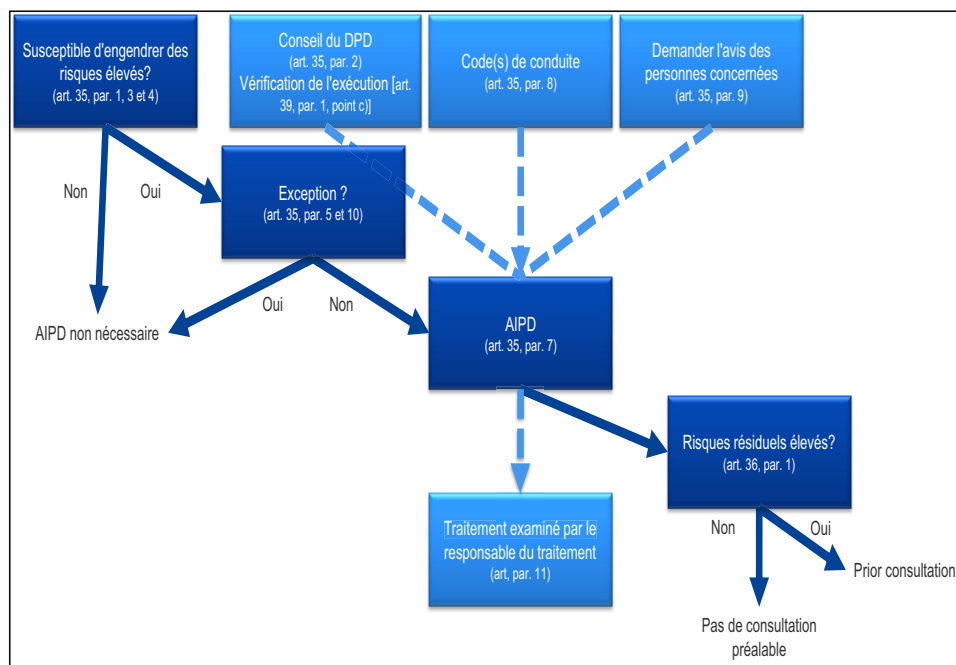 Susceptible d'engendrer des
risques élevés?
(art. 35, par. 1, 3 et 4)
Conseil du DPD
(art. 35, par. 2)
Vérification de l'exécution [art.
39, par. 1, point c)]
Code(s) de conduite
(art. 35, par. 8)
Demander l'avis des
personnes concernées
(art. 35, par. 9)
Non
Oui
Exception ?
(art. 35, par. 5 et 10)
Oui
Non
AIPD non nécessaire
AIPD
(art. 35, par. 7)
Risques résiduels élevés?
(art. 36, par. 1)
Traitement examiné par le
responsable du traitement
(art, par. 11)
Non
Oui
Prior consultation
Pas de consultation
préalable